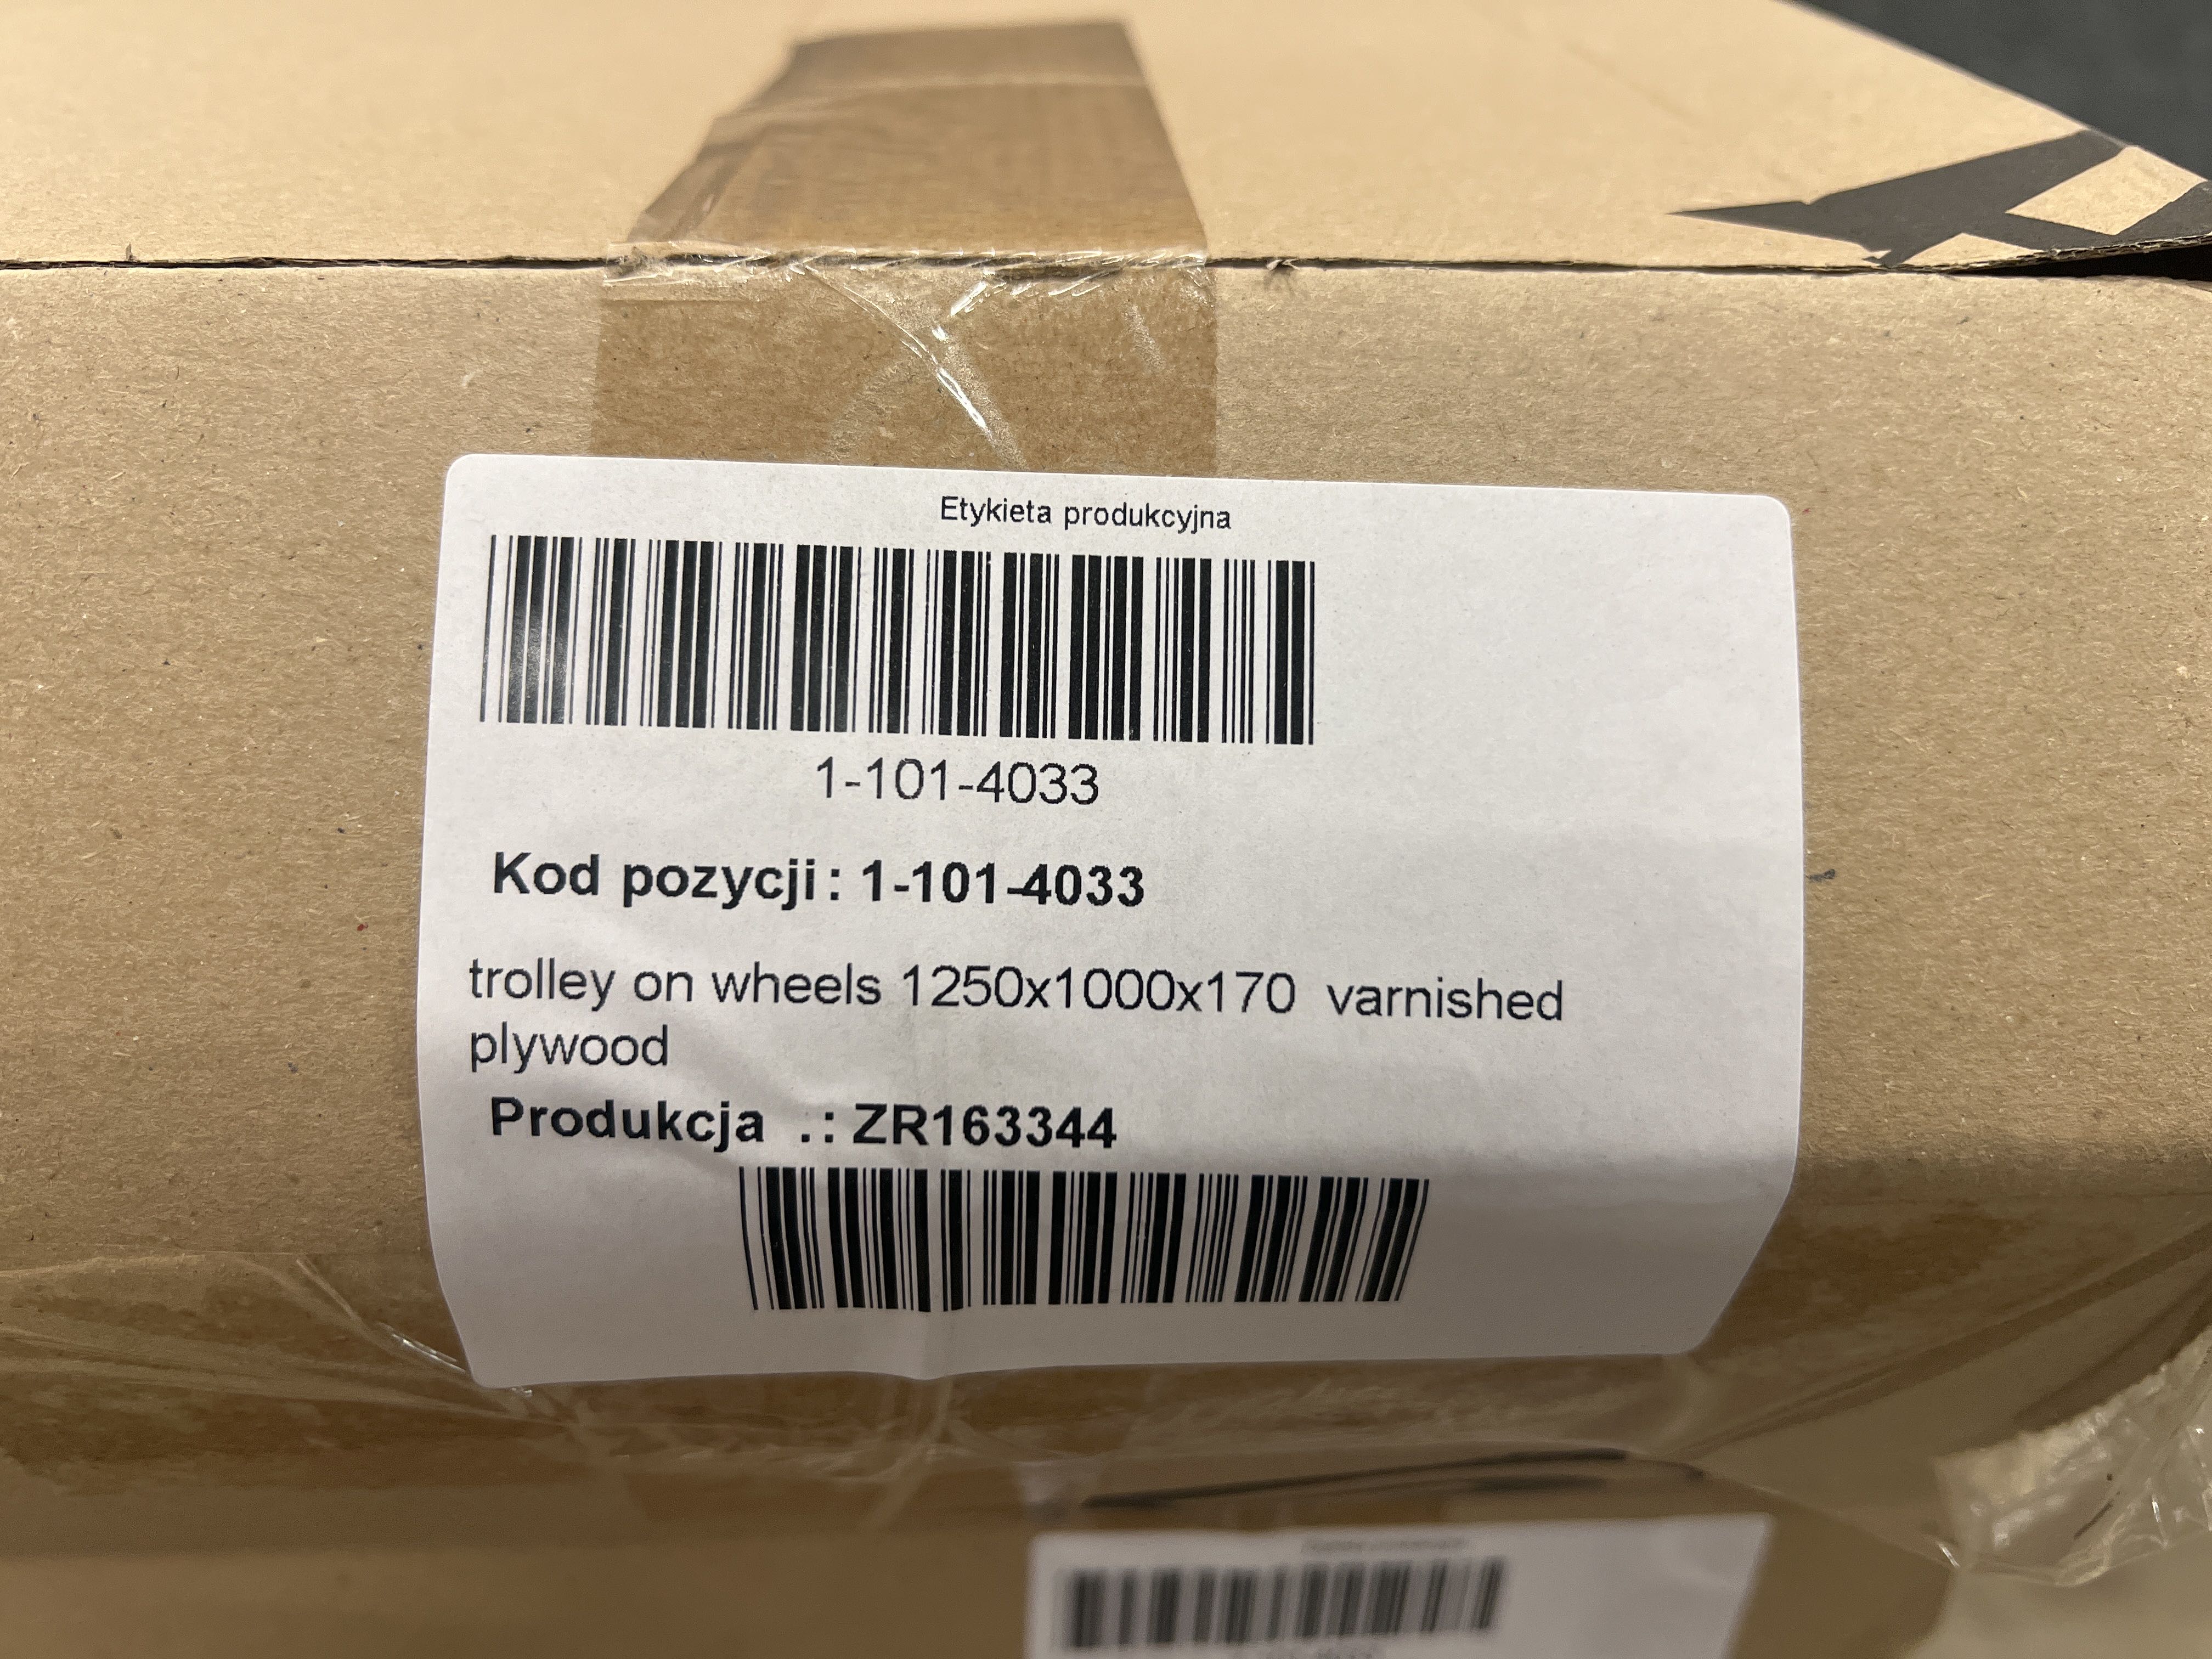 Etykieta produkcyjna
1-101-4033
Kod pozycji: 1-101-4033
trolley on wheels 1250x1000x170 varnished
plywood
Produkcja .: ZR163344